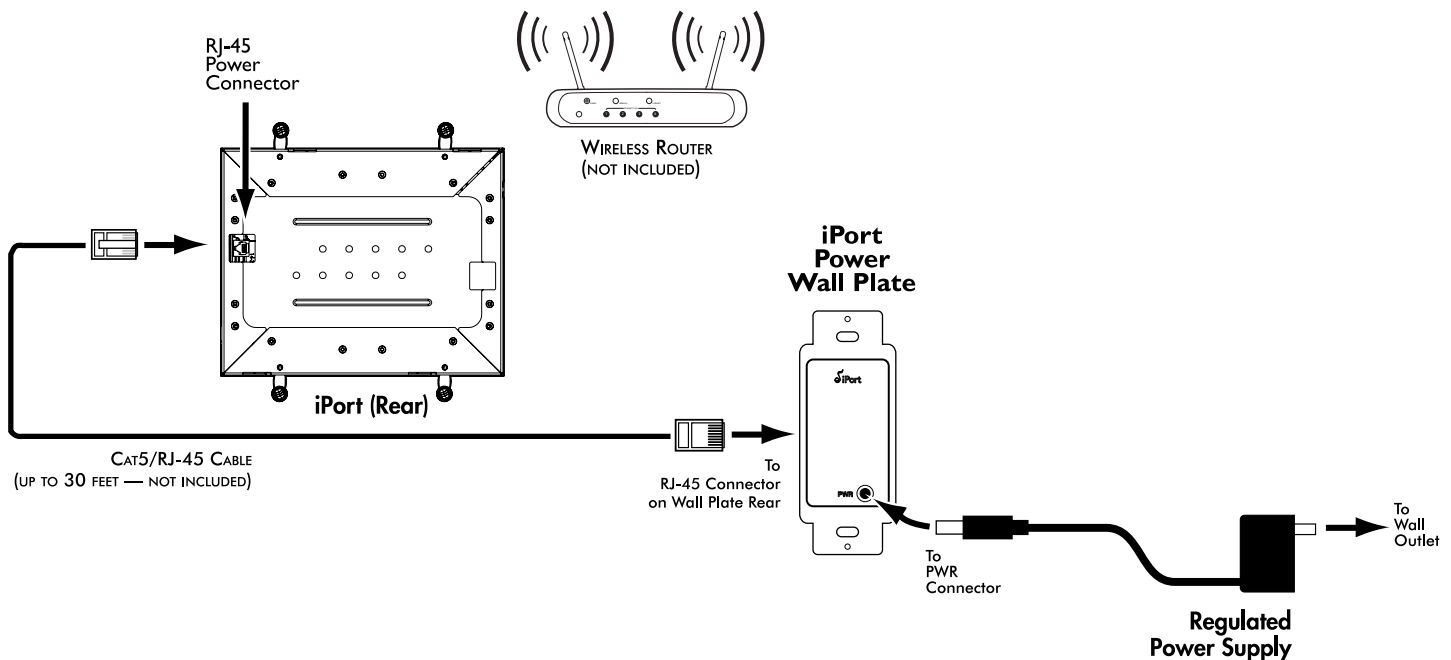 RJ-45
Power
Connector
WIRELESS ROUTER
(NOT INCLUDED)
iPort (Rear)
CAT5/RJ-45 CABLE
(UP TO 30 FEET — NOT INCLUDED)
iPort
Power
Wall Plate
iPort
PWR
To
RJ-45 Connector
on Wall Plate Rear
To
PWR
Connector
To
Wall
Outlet
Regulated
Power Supply